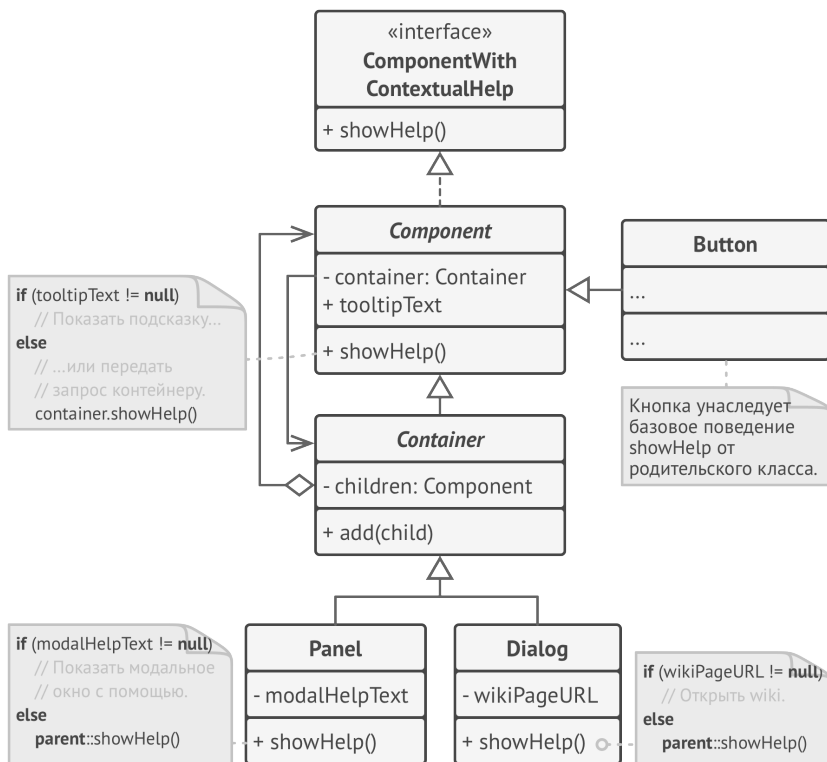 «interface»
ComponentWith
ContextualHelp
+ showHelp()
Component
- container: Container
+ tooltipText
+ showHelp()
Button
...
...
if (tooltipText != null)
// Показать подсказку...
else
// ...или передать
// запрос контейнеру.
container.showHelp()
Кнопка унаследует
базовое поведение
showHelp от
родительского класса.
Container
- children: Component
+ add(child)
if (modalHelpText != null)
// Показать модальное
// окно с помощью.
else
parent::showHelp()
Panel
- modalHelpText
+ showHelp()
Dialog
- wikiPageURL
+ showHelp()
if (wikiPageURL != null)
// Открыть wiki.
else
parent::showHelp()